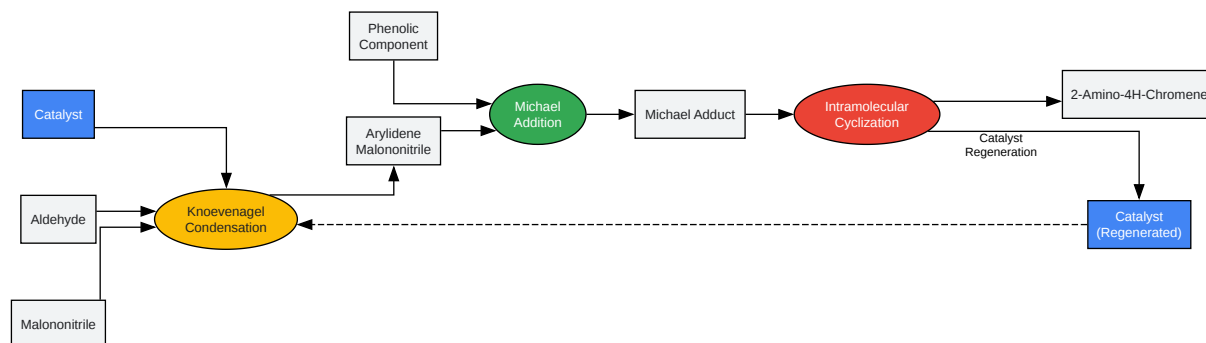 Phenolic
Component
Catalyst
Michael
Addition
Michael Adduct
Intramolecular
Cyclization
2-Amino-4H-Chromene
Arylidene
Malononitrile
Catalyst
Regeneration
Aldehyde
Knoevenagel
Condensation
Catalyst
(Regenerated)
Malononitrile